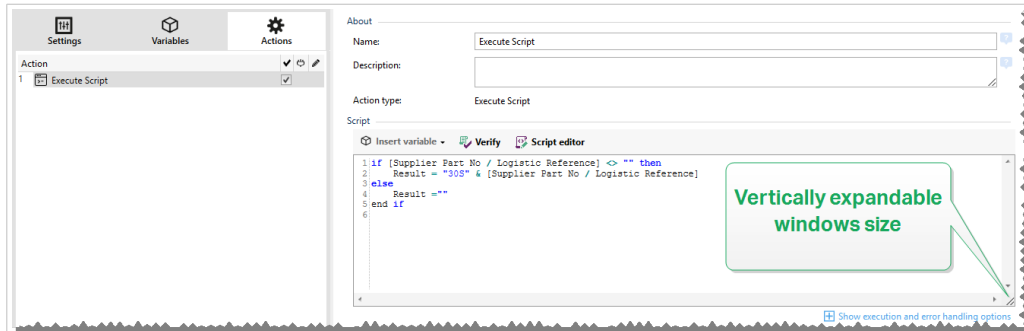 Settings
Variables
Actions
Action
1 Execute Script
About
Name: Execute Script
Description:
Action type: Execute Script
Script
Insert variable Verify Script editor
1 if [Supplier Part No / Logistic Reference] <> "" then
2 Result = "30S" & [Supplier Part No / Logistic Reference]
3 else
4 Result =""
5 end if
6
Vertically expandable
windows size
Show execution and error handling options